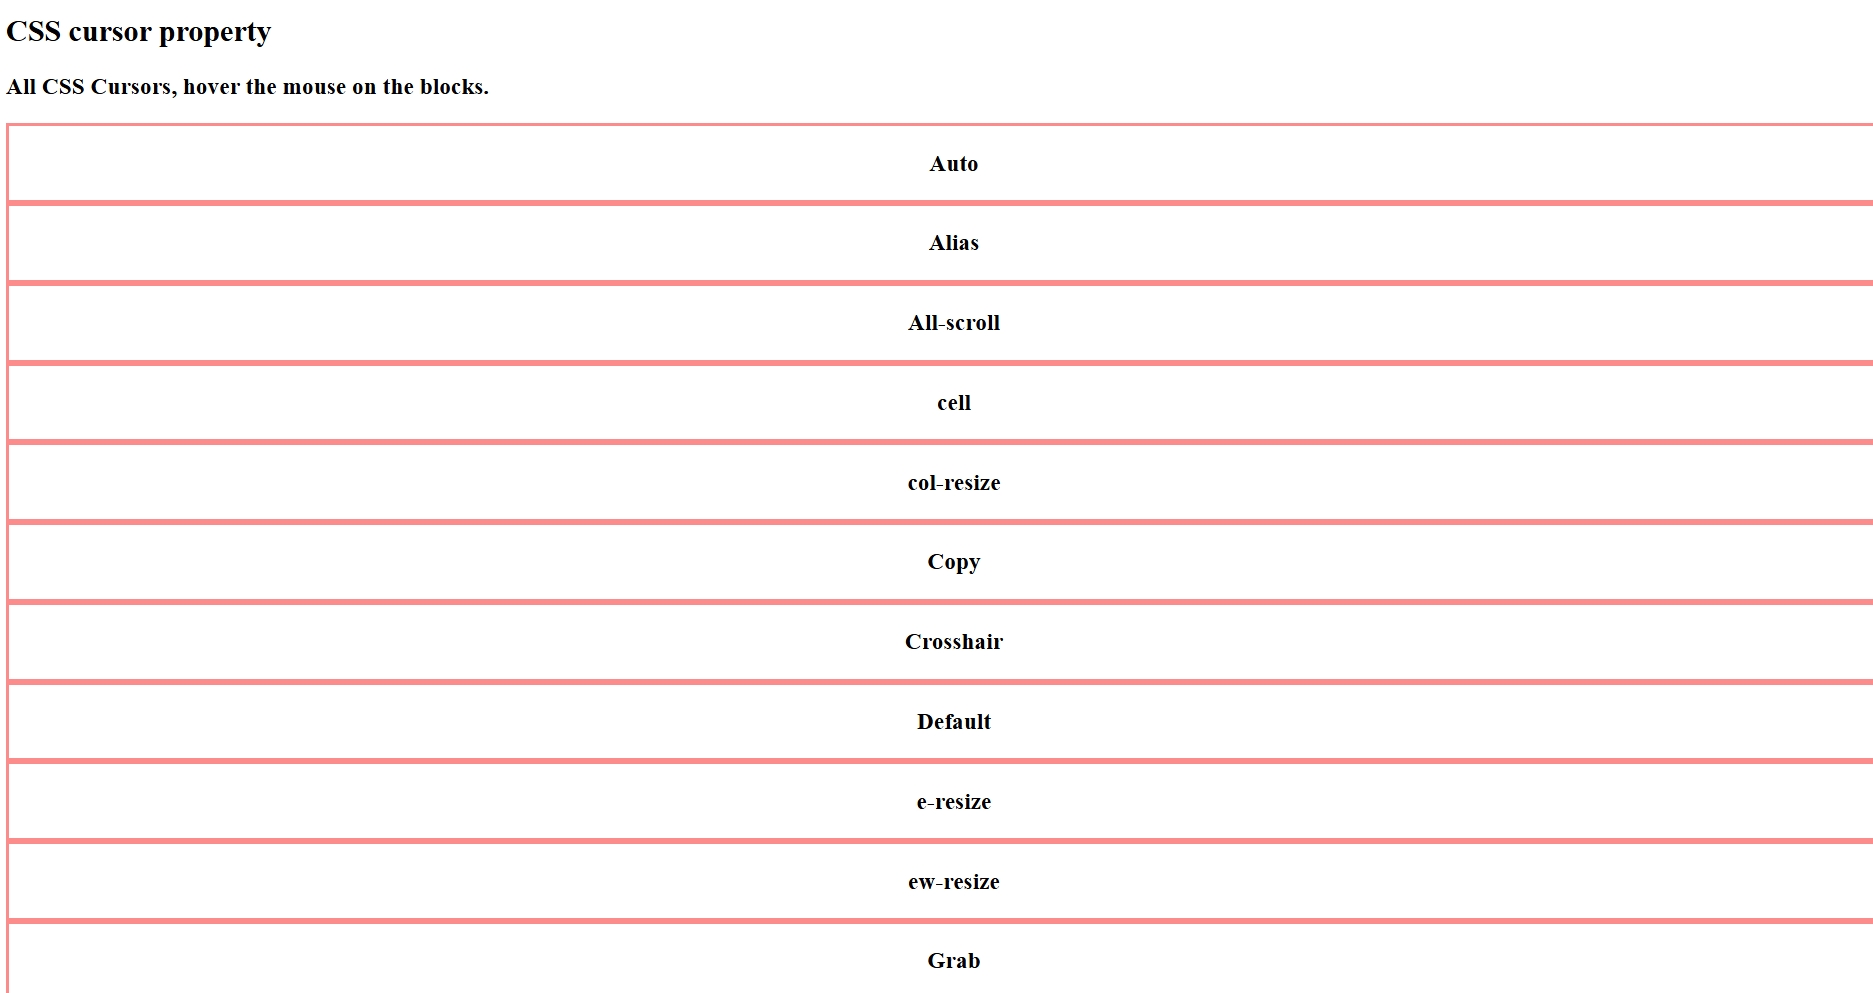 CSS cursor property
All CSS Cursors, hover the mouse on the blocks.
Auto
Alias
All-scroll
cell
col-resize
Copy
Crosshair
Default
e-resize
ew-resize
Grab